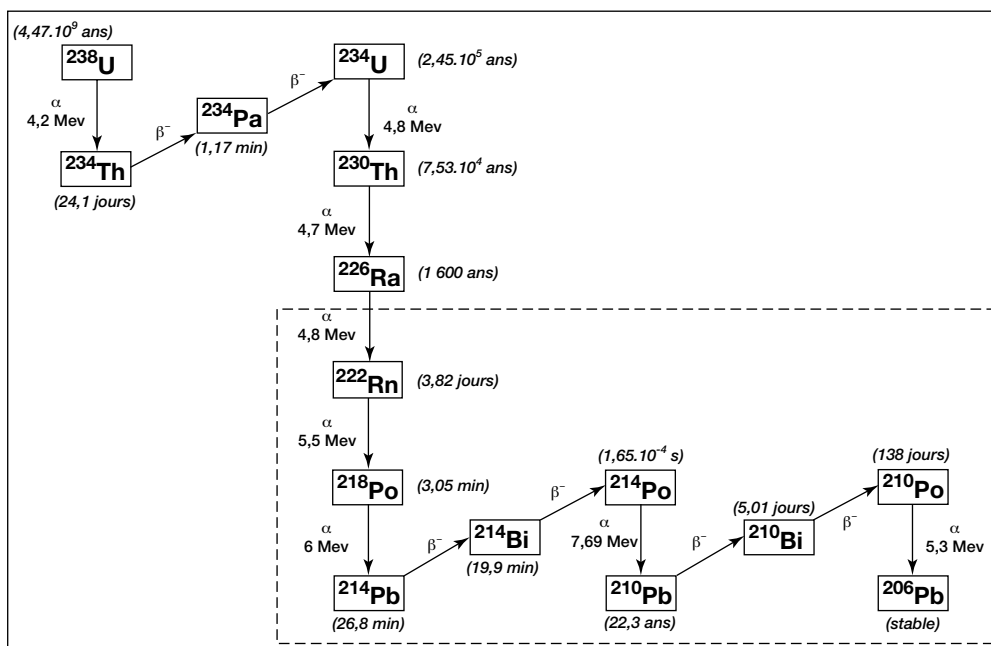 (4,47.10⁹ ans)
²³⁸U
α
4,2 Mev
²³⁴Th
(24,1 jours)
β⁻
²³⁴Pa
(1,17 min)
β⁻
²³⁴U
(2,45.10⁵ ans)
α
4,8 Mev
²³⁰Th
(7,53.10⁴ ans)
α
4,7 Mev
²²⁶Ra
(1 600 ans)
α
4,8 Mev
²²²Rn
(3,82 jours)
α
5,5 Mev
²¹⁸Po
(3,05 min)
α
6 Mev
²¹⁴Pb
(26,8 min)
β⁻
²¹⁴Bi
(19,9 min)
β⁻
(1,65.10⁻⁴ s)
²¹⁴Po
α
7,69 Mev
²¹⁰Pb
(22,3 ans)
β⁻
(5,01 jours)
²¹⁰Bi
β⁻
(138 jours)
²¹⁰Po
α
5,3 Mev
²⁰⁶Pb
(stable)